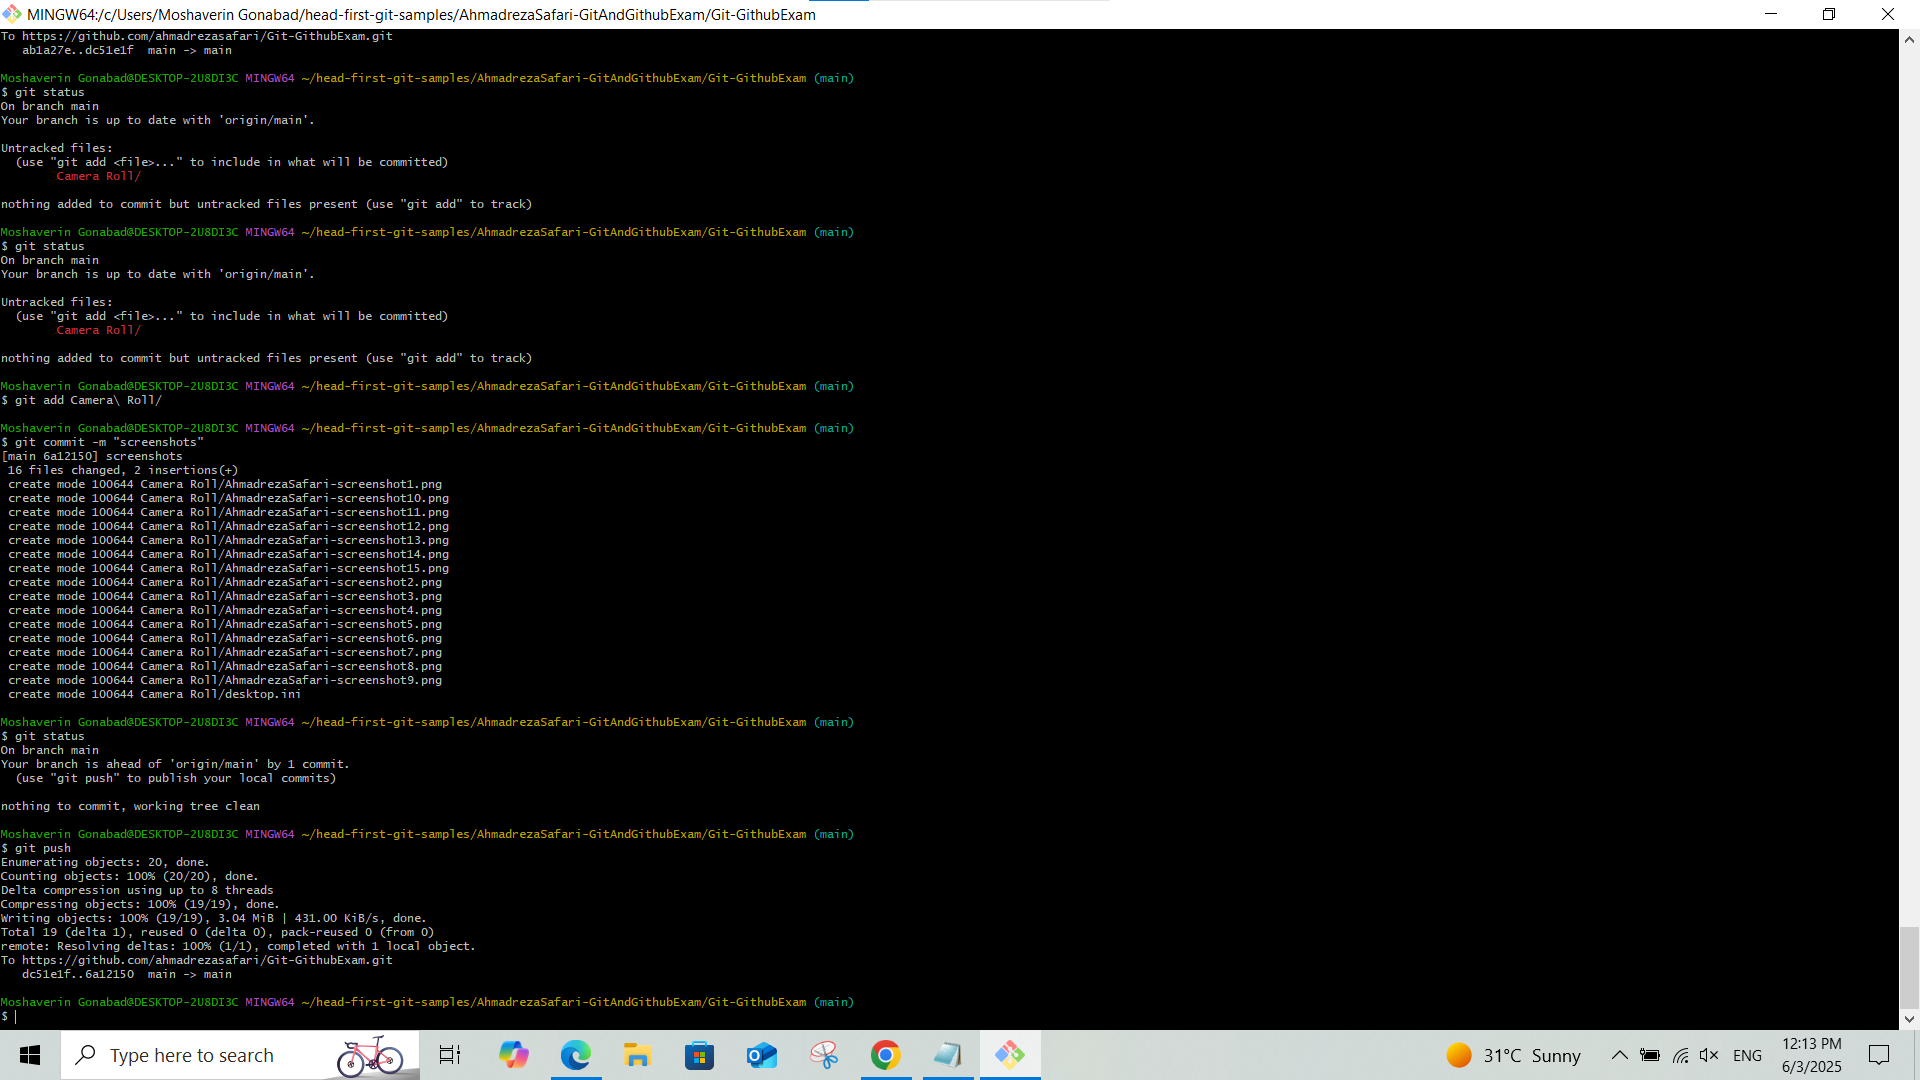 MINGW64:/c/Users/Moshaverin Gonabad/head-first-git-samples/AhmadrezaSafari-GitAndGithubExam/Git-GithubExam
To https://github.com/ahmadrezasafari/Git-GithubExam.git
   ab1a27e..dc51e1f  main -> main
Moshaverin Gonabad@DESKTOP-2U8DI3C MINGW64 ~/head-first-git-samples/AhmadrezaSafari-GitAndGithubExam/Git-GithubExam (main)
$ git status
On branch main
Your branch is up to date with 'origin/main'.
Untracked files:
  (use "git add <file>..." to include in what will be committed)
        Camera Roll/
nothing added to commit but untracked files present (use "git add" to track)
Moshaverin Gonabad@DESKTOP-2U8DI3C MINGW64 ~/head-first-git-samples/AhmadrezaSafari-GitAndGithubExam/Git-GithubExam (main)
$ git status
On branch main
Your branch is up to date with 'origin/main'.
Untracked files:
  (use "git add <file>..." to include in what will be committed)
        Camera Roll/
nothing added to commit but untracked files present (use "git add" to track)
Moshaverin Gonabad@DESKTOP-2U8DI3C MINGW64 ~/head-first-git-samples/AhmadrezaSafari-GitAndGithubExam/Git-GithubExam (main)
$ git add Camera\ Roll/
Moshaverin Gonabad@DESKTOP-2U8DI3C MINGW64 ~/head-first-git-samples/AhmadrezaSafari-GitAndGithubExam/Git-GithubExam (main)
$ git commit -m "screenshots"
[main 6a12150] screenshots
 16 files changed, 2 insertions(+)
 create mode 100644 Camera Roll/AhmadrezaSafari-screenshot1.png
 create mode 100644 Camera Roll/AhmadrezaSafari-screenshot10.png
 create mode 100644 Camera Roll/AhmadrezaSafari-screenshot11.png
 create mode 100644 Camera Roll/AhmadrezaSafari-screenshot12.png
 create mode 100644 Camera Roll/AhmadrezaSafari-screenshot13.png
 create mode 100644 Camera Roll/AhmadrezaSafari-screenshot14.png
 create mode 100644 Camera Roll/AhmadrezaSafari-screenshot15.png
 create mode 100644 Camera Roll/AhmadrezaSafari-screenshot2.png
 create mode 100644 Camera Roll/AhmadrezaSafari-screenshot3.png
 create mode 100644 Camera Roll/AhmadrezaSafari-screenshot4.png
 create mode 100644 Camera Roll/AhmadrezaSafari-screenshot5.png
 create mode 100644 Camera Roll/AhmadrezaSafari-screenshot6.png
 create mode 100644 Camera Roll/AhmadrezaSafari-screenshot7.png
 create mode 100644 Camera Roll/AhmadrezaSafari-screenshot8.png
 create mode 100644 Camera Roll/AhmadrezaSafari-screenshot9.png
 create mode 100644 Camera Roll/desktop.ini
Moshaverin Gonabad@DESKTOP-2U8DI3C MINGW64 ~/head-first-git-samples/AhmadrezaSafari-GitAndGithubExam/Git-GithubExam (main)
$ git status
On branch main
Your branch is ahead of 'origin/main' by 1 commit.
  (use "git push" to publish your local commits)
nothing to commit, working tree clean
Moshaverin Gonabad@DESKTOP-2U8DI3C MINGW64 ~/head-first-git-samples/AhmadrezaSafari-GitAndGithubExam/Git-GithubExam (main)
$ git push
Enumerating objects: 20, done.
Counting objects: 100% (20/20), done.
Delta compression using up to 8 threads
Compressing objects: 100% (19/19), done.
Writing objects: 100% (19/19), 3.04 MiB | 431.00 KiB/s, done.
Total 19 (delta 1), reused 0 (delta 0), pack-reused 0 (from 0)
remote: Resolving deltas: 100% (1/1), completed with 1 local object.
To https://github.com/ahmadrezasafari/Git-GithubExam.git
   dc51e1f..6a12150  main -> main
Moshaverin Gonabad@DESKTOP-2U8DI3C MINGW64 ~/head-first-git-samples/AhmadrezaSafari-GitAndGithubExam/Git-GithubExam (main)
$
Type here to search
31°C Sunny
ENG
12:13 PM
6/3/2025